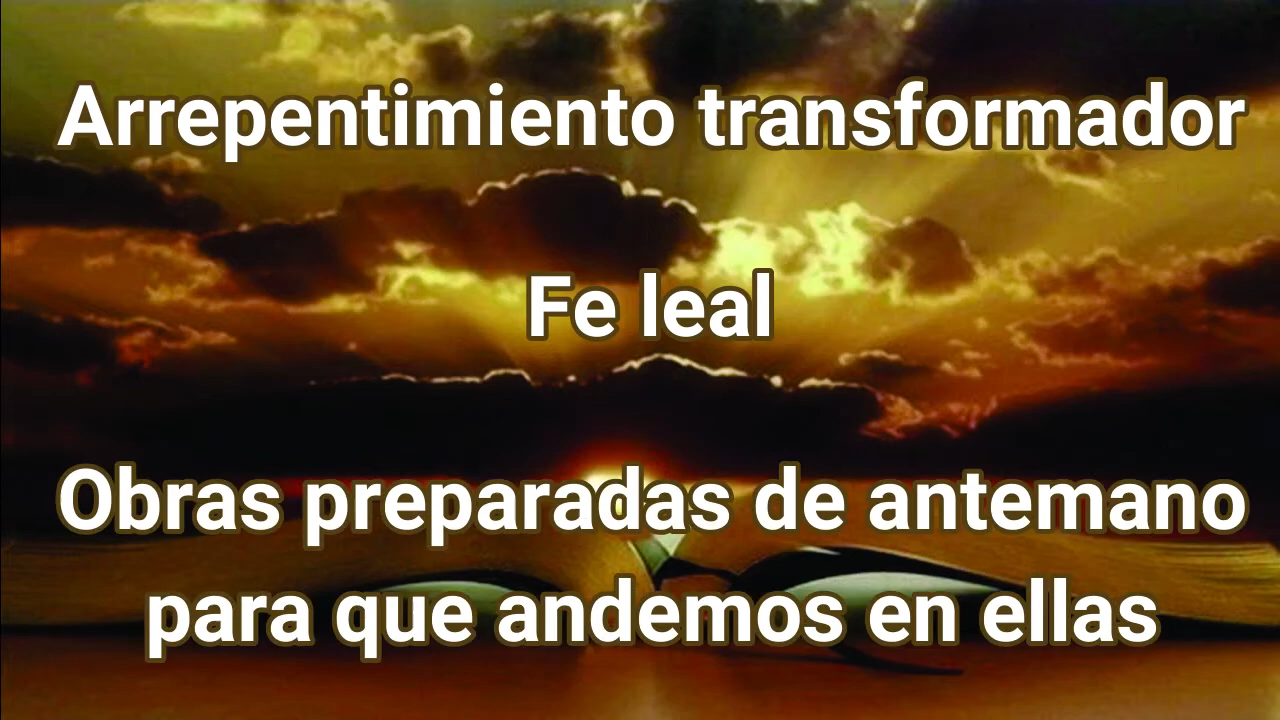 Arrepentimiento transformador
Fe leal
Obras preparadas de antemano
para que andemos en ellas